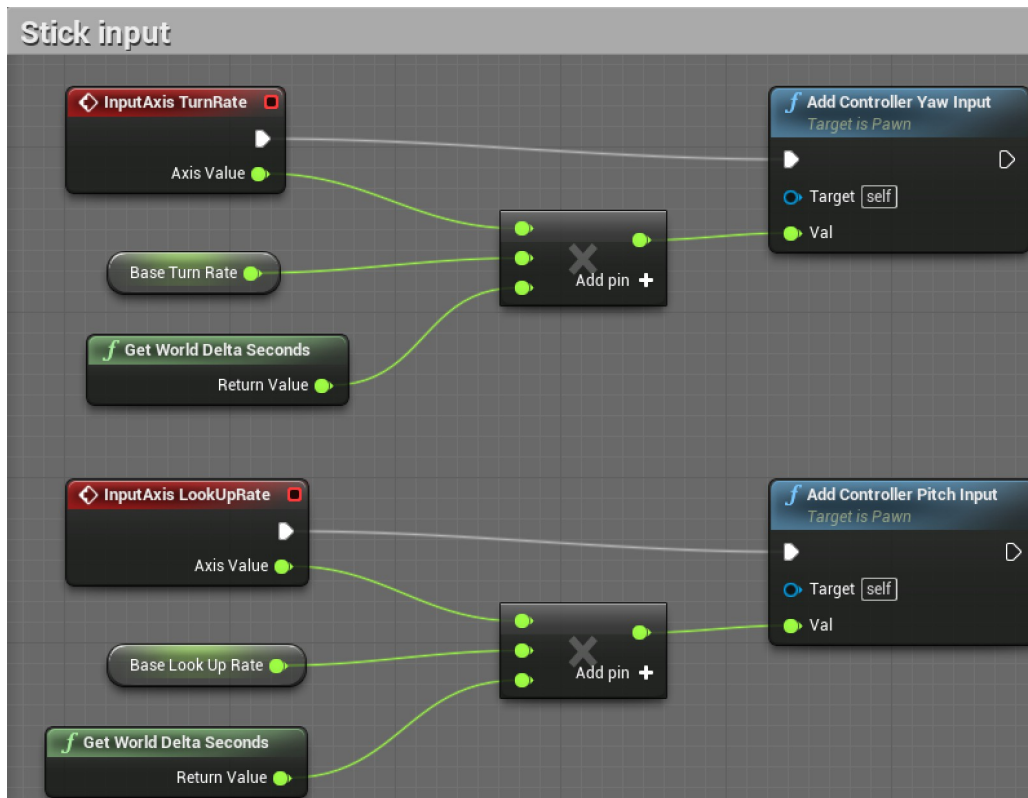 Stick input
InputAxis TurnRate
Axis Value
Base Turn Rate
f Get World Delta Seconds
Return Value
Add pin
f Add Controller Yaw Input
Target is Pawn
Target self
Val
InputAxis LookUpRate
Axis Value
Base Look Up Rate
f Get World Delta Seconds
Return Value
Add pin
f Add Controller Pitch Input
Target is Pawn
Target self
Val